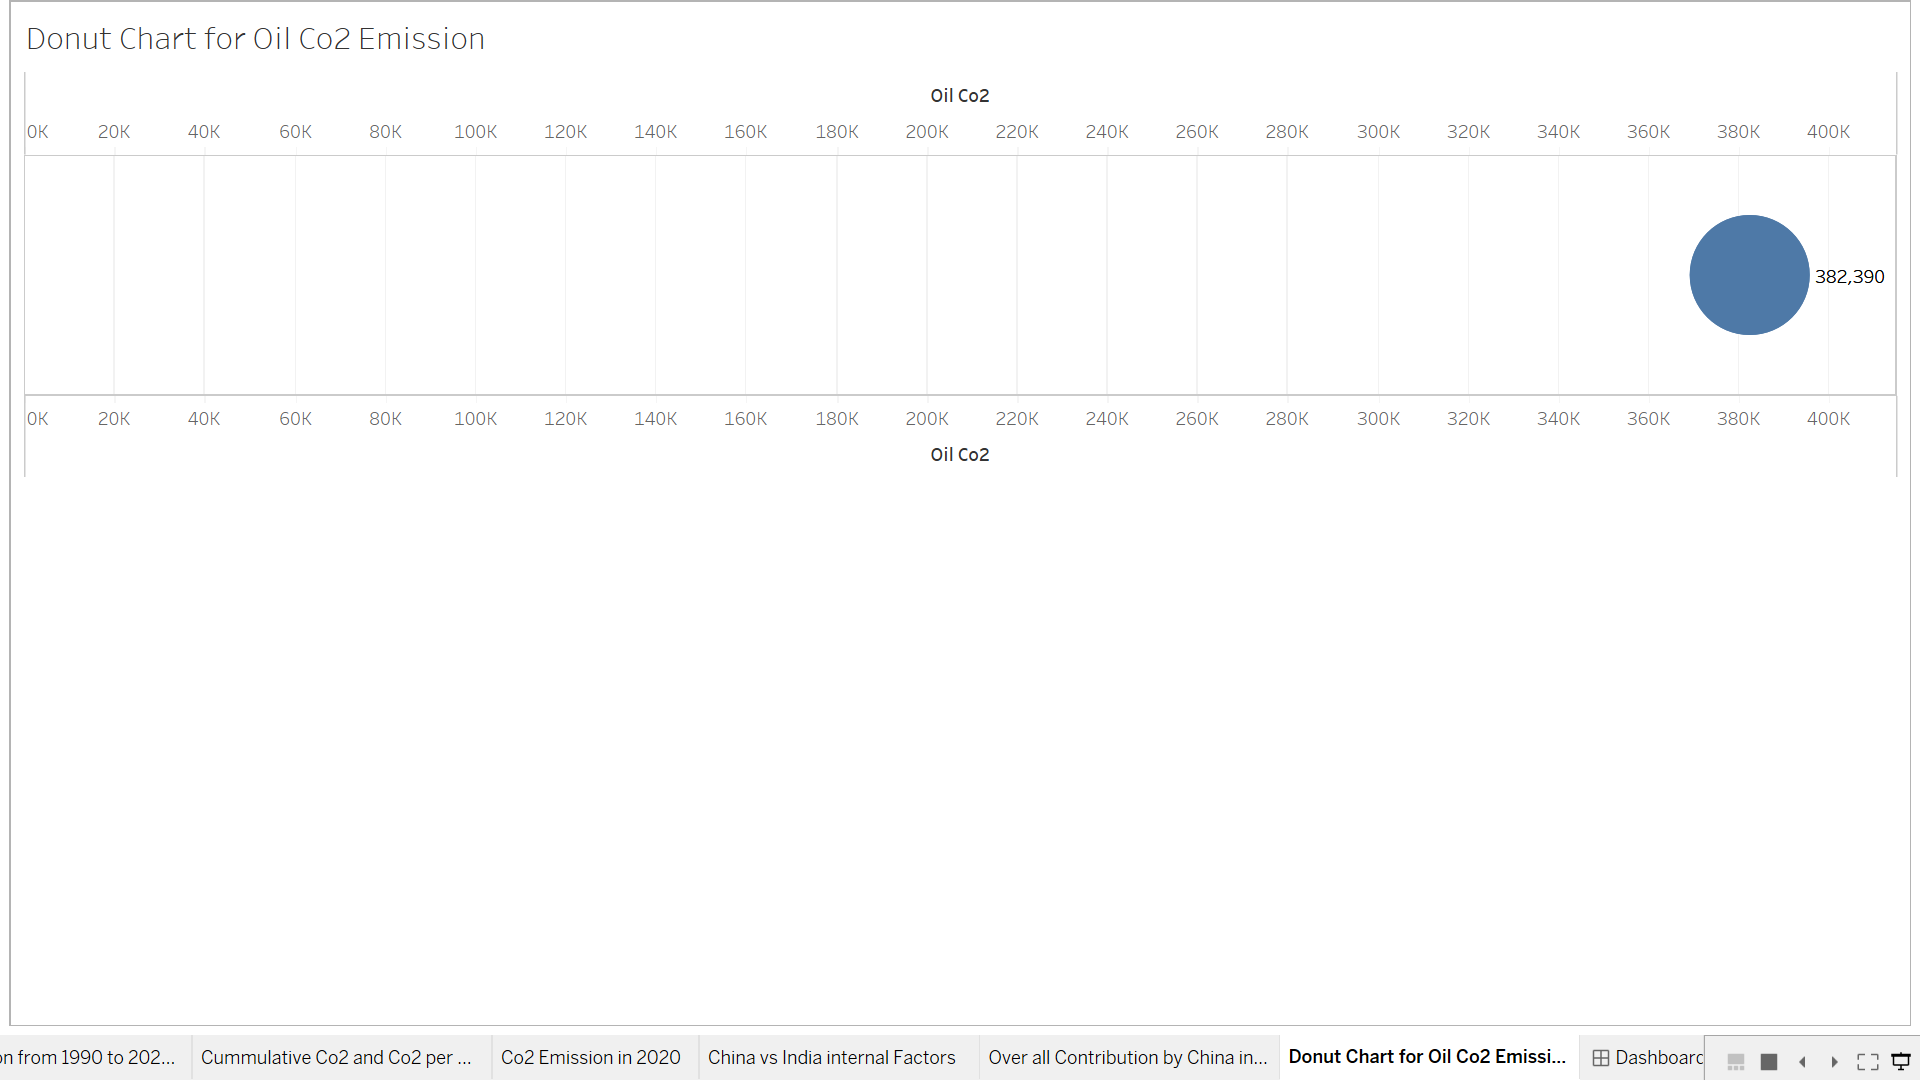 Donut Chart for Oil Co2 Emission
Oil Co2
0K 20K 40K 60K 80K 100K 120K 140K 160K 180K 200K 220K 240K 260K 280K 300K 320K 340K 360K 380K 400K
382,390
0K 20K 40K 60K 80K 100K 120K 140K 160K 180K 200K 220K 240K 260K 280K 300K 320K 340K 360K 380K 400K
Oil Co2
on from 1990 to 202... Cummulative Co2 and Co2 per ... Co2 Emission in 2020 China vs India internal Factors Over all Contribution by China in... Donut Chart for Oil Co2 Emissi... Dashboard